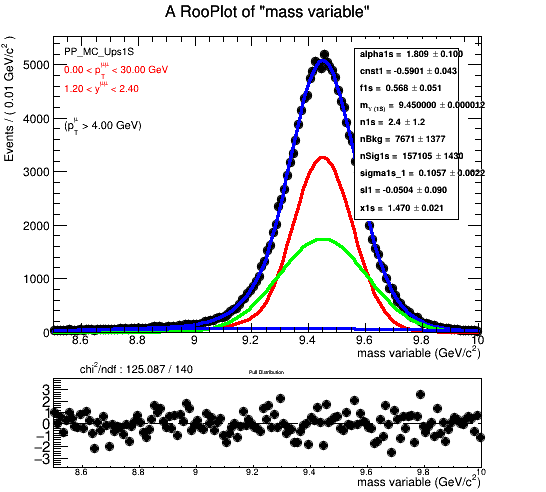 A RooPlot of "mass variable"
Events / ( 0.01 GeV/c² )
PP_MC_Ups1S
0.00 < p_T^μμ < 30.00 GeV
1.20 < y^μμ < 2.40
(p_T^μ > 4.00 GeV)
alpha1s = 1.809 ± 0.100
cnst1 = -0.5901 ± 0.043
f1s = 0.568 ± 0.051
m_ϒ (1S) = 9.450000 ± 0.000012
n1s = 2.4 ± 1.2
nBkg = 7671 ± 1377
nSig1s = 157105 ± 1430
sigma1s_1 = 0.1057 ± 0.0022
sl1 = -0.0504 ± 0.090
x1s = 1.470 ± 0.021
5000
4000
3000
2000
1000
0
8.6 8.8 9 9.2 9.4 9.6 9.8 10
mass variable (GeV/c²)
chi²/ndf : 125.087 / 140
Pull Distribution
3
2
1
0
−1
−2
−3
8.6 8.8 9 9.2 9.4 9.6 9.8 10
mass variable (GeV/c²)